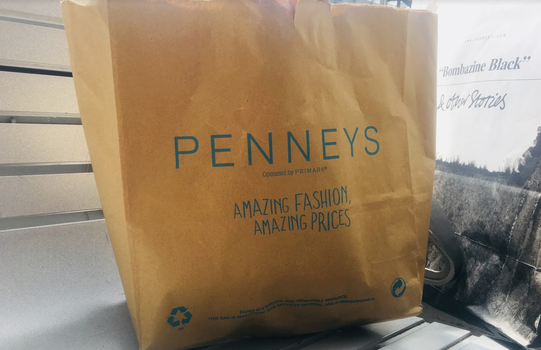 PENNEYS
Operated by PRIMARK
AMAZING FASHION,
AMAZING PRICES
"Bombazine Black"
& other Stories